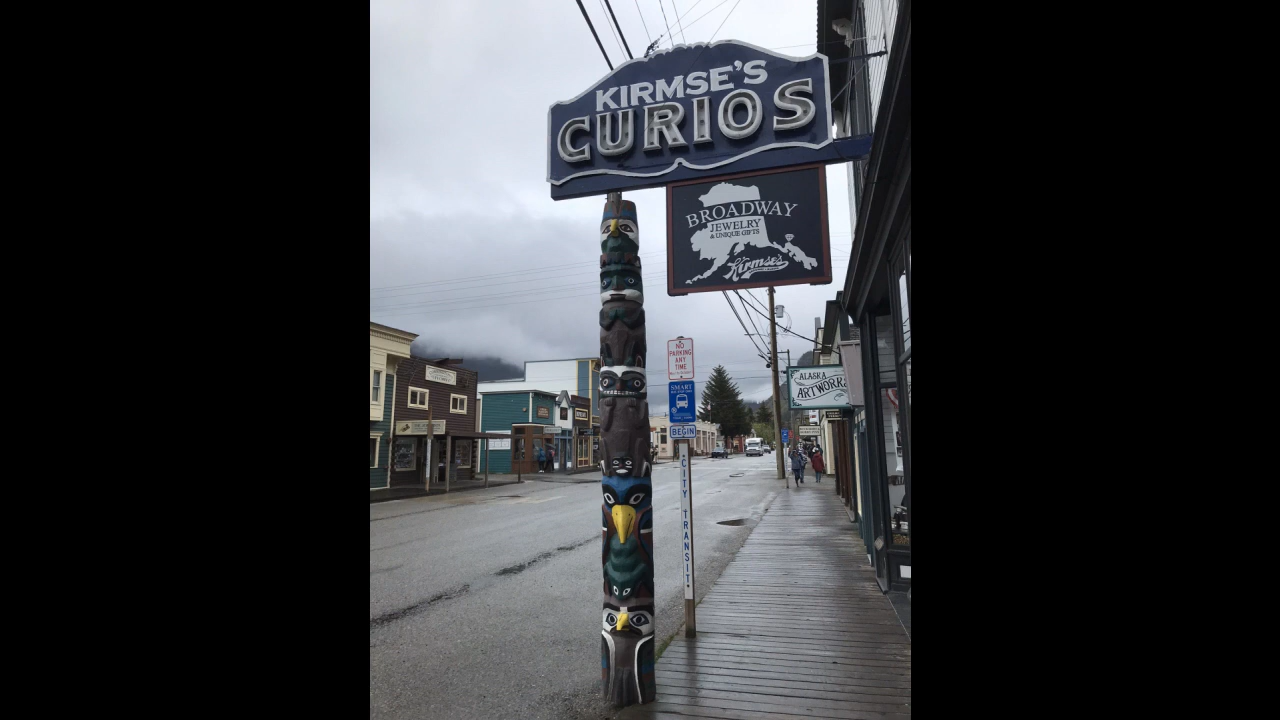 KIRMSE'S
CURIOS
BROADWAY
JEWELRY
& UNIQUE GIFTS
Kirmse's
NO
PARKING
ANY
TIME
SMART
BEGIN
CITY TRANSIT
ALASKA
ARTWORKS